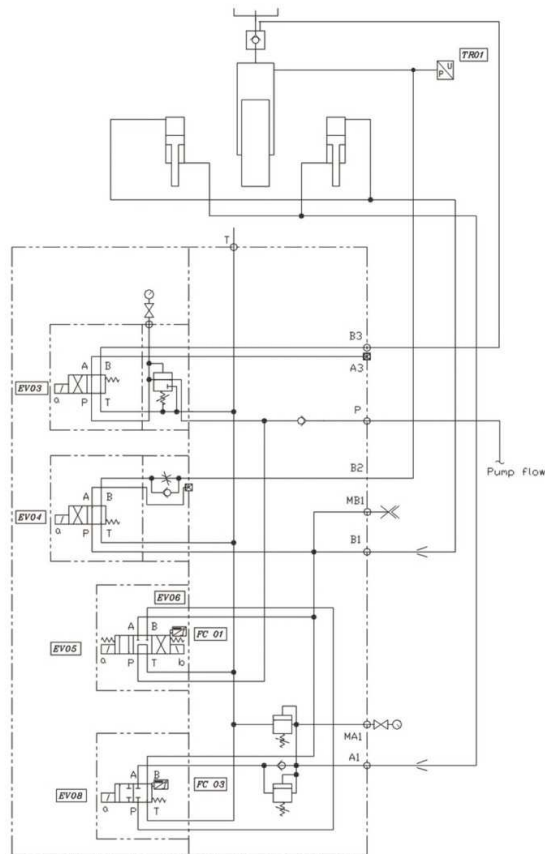 TR01
U
P
T
B3
A3
A B
EV03
a
P T
P
Pump flow
B2
A B
EV04
a
P T
MB1
B1
EV06
A B
FC 01
EV05
a
P T
b
MA1
A1
A B
FC 03
EV08
a
P T